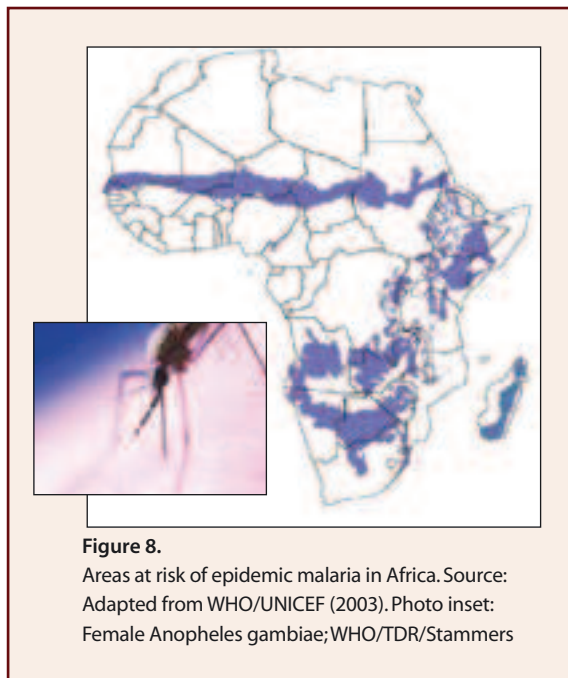 Figure 8.
Areas at risk of epidemic malaria in Africa. Source:
Adapted from WHO/UNICEF (2003). Photo inset:
Female Anopheles gambiae; WHO/TDR/Stammers